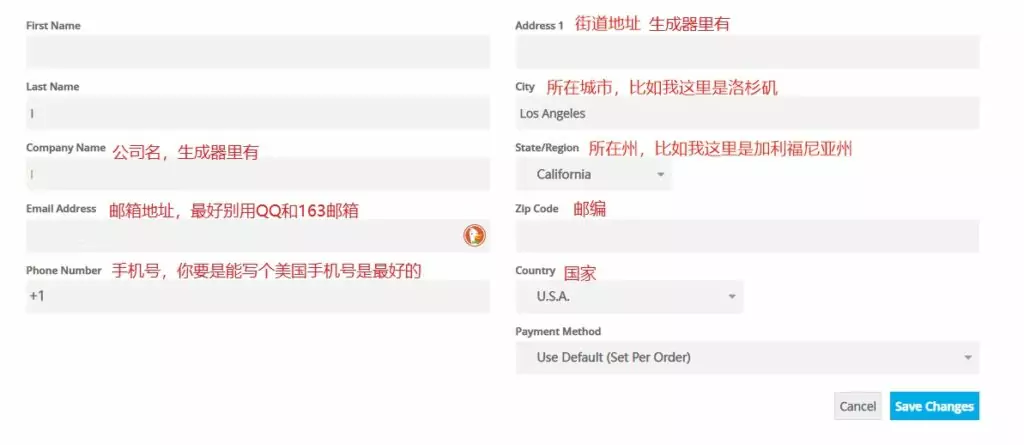 First Name
Last Name
I
Company Name 公司名，生成器里有
I
Email Address 邮箱地址，最好别用QQ和163邮箱
Phone Number 手机号，你要是能写个美国手机号是最好的
+1
Address 1 街道地址 生成器里有
City 所在城市，比如我这里是洛杉矶
Los Angeles
State/Region 所在州，比如我这里是加利福尼亚州
California
Zip Code 邮编
Country 国家
U.S.A.
Payment Method
Use Default (Set Per Order)
Cancel Save Changes